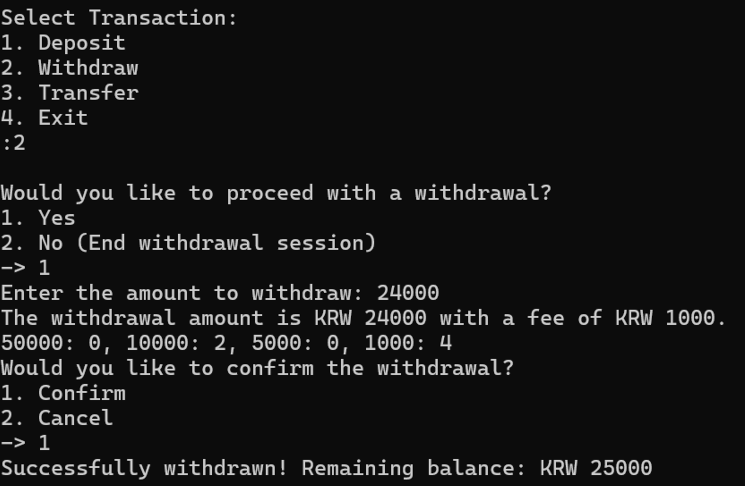 Select Transaction:
1. Deposit
2. Withdraw
3. Transfer
4. Exit
:2
Would you like to proceed with a withdrawal?
1. Yes
2. No (End withdrawal session)
-> 1
Enter the amount to withdraw: 24000
The withdrawal amount is KRW 24000 with a fee of KRW 1000.
50000: 0, 10000: 2, 5000: 0, 1000: 4
Would you like to confirm the withdrawal?
1. Confirm
2. Cancel
-> 1
Successfully withdrawn! Remaining balance: KRW 25000